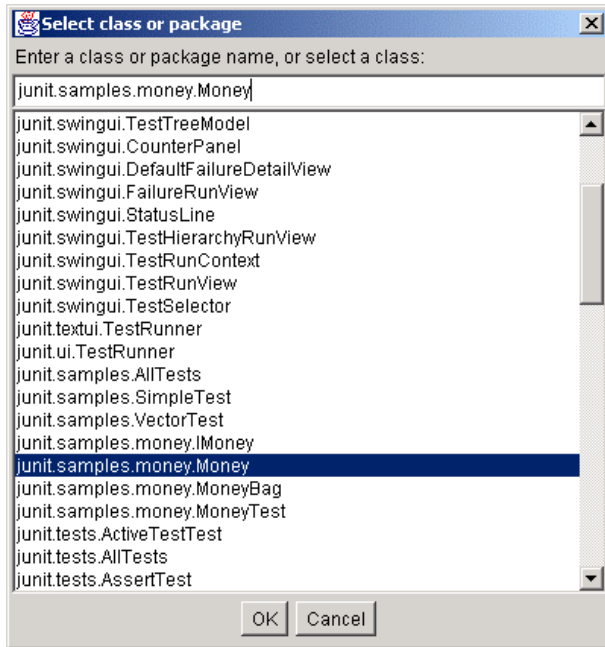 Select class or package
Enter a class or package name, or select a class:
junit.samples.money.Money
junit.swingui.TestTreeModel
junit.swingui.CounterPanel
junit.swingui.DefaultFailureDetailView
junit.swingui.FailureRunView
junit.swingui.StatusLine
junit.swingui.TestHierarchyRunView
junit.swingui.TestRunContext
junit.swingui.TestRunView
junit.swingui.TestSelector
junit.textui.TestRunner
junit.ui.TestRunner
junit.samples.AllTests
junit.samples.SimpleTest
junit.samples.VectorTest
junit.samples.money.IMoney
junit.samples.money.Money
junit.samples.money.MoneyBag
junit.samples.money.MoneyTest
junit.tests.ActiveTestTest
junit.tests.AllTests
junit.tests.AssertTest
OK Cancel